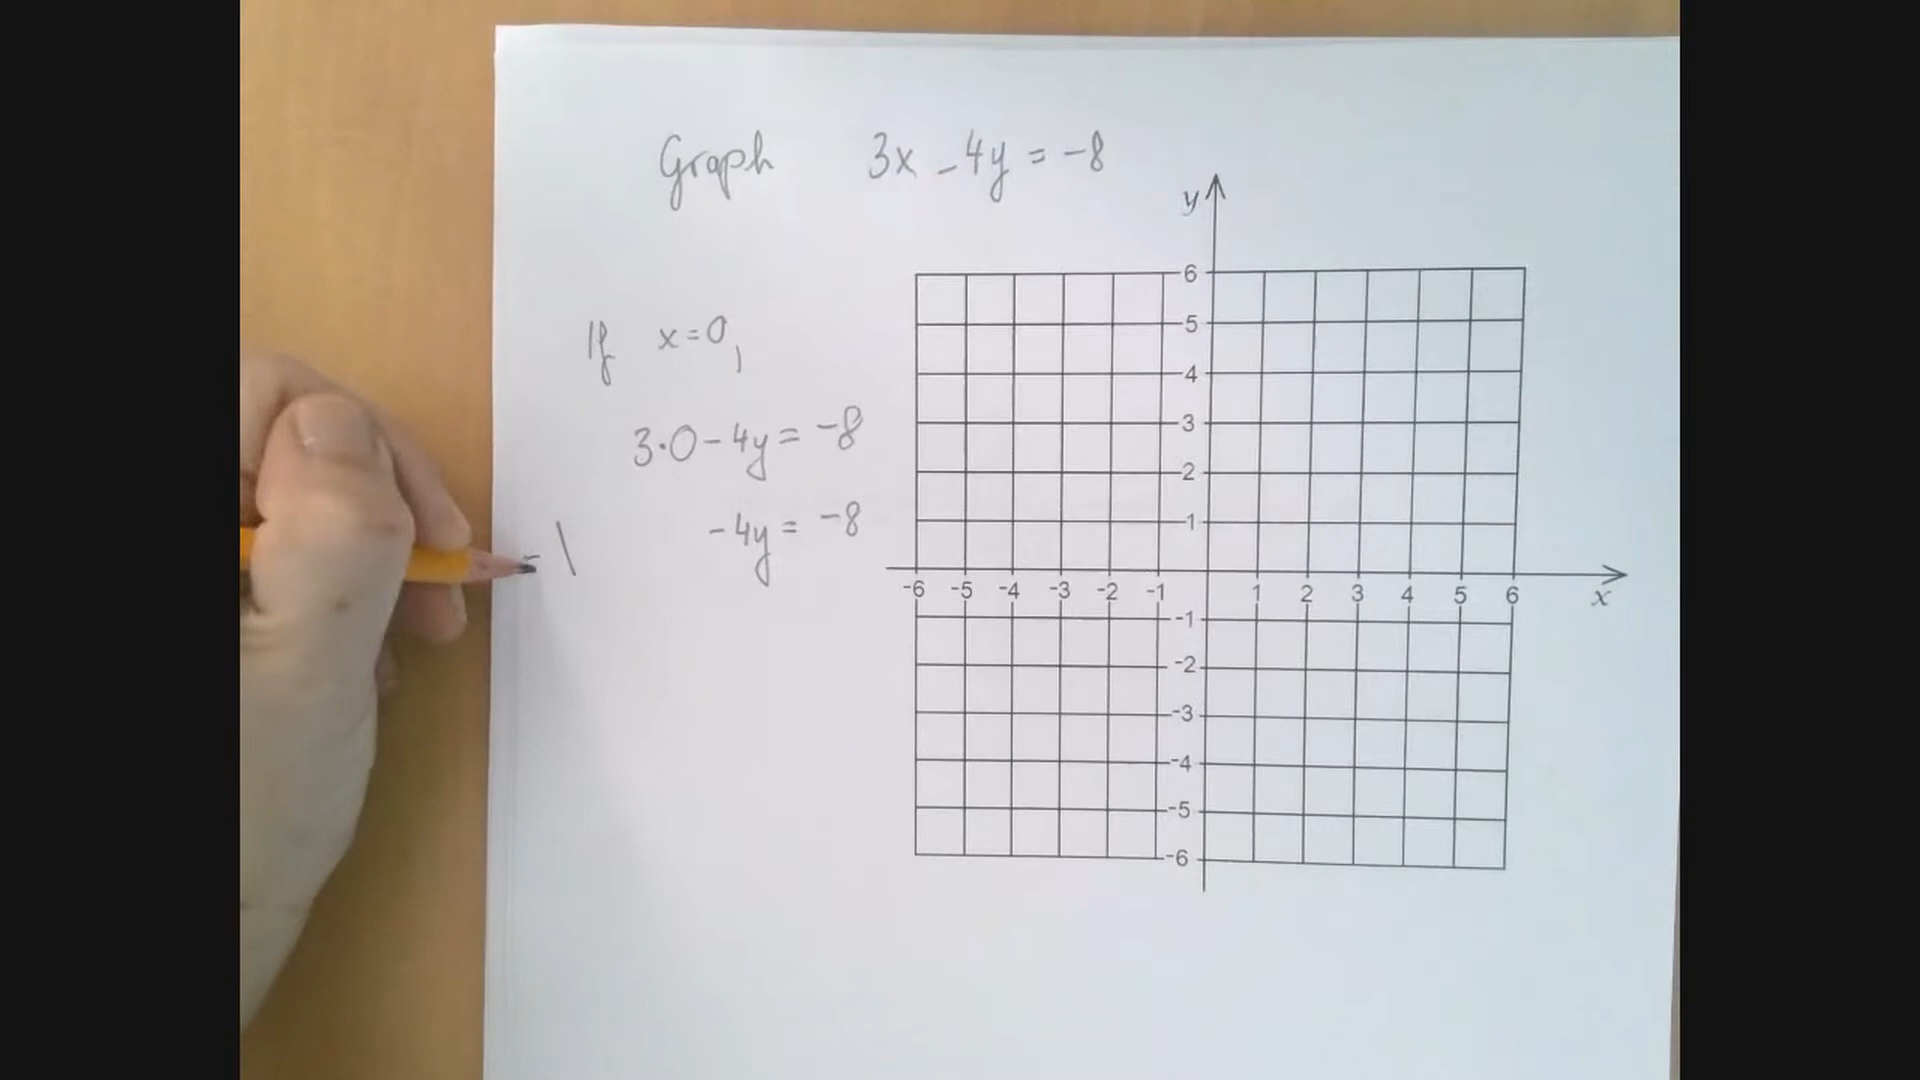 Graph 3x - 4y = -8
y
If x=0,
3·0 - 4y = -8
-4y = -8
6
5
4
3
2
1
-6 -5 -4 -3 -2 -1 1 2 3 4 5 6 x
-1
-2
-3
-4
-5
-6